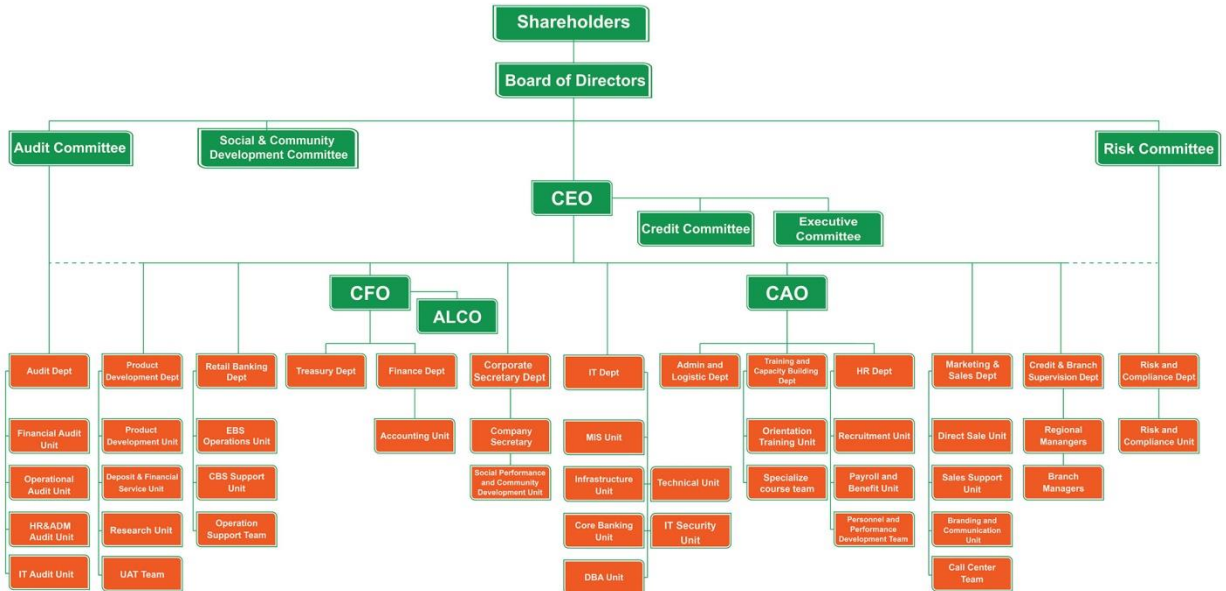 Shareholders
Board of Directors
Audit Committee
Social & Community
Development Committee
Risk Committee
CEO
Credit Committee
Executive
Committee
CFO
ALCO
CAO
Audit Dept
Product
Development Dept
Retail Banking
Dept
Treasury Dept
Finance Dept
Corporate
Secretary Dept
IT Dept
Admin and
Logistic Dept
Training and
Capacity Building
Dept
HR Dept
Marketing &
Sales Dept
Credit & Branch
Supervision Dept
Risk and
Compliance Dept
Financial Audit
Unit
Product
Development Unit
EBS
Operations Unit
Accounting Unit
Company
Secretary
MIS Unit
Orientation
Training Unit
Recruitment Unit
Direct Sale Unit
Regional
Manangers
Risk and
Compliance Unit
Operational
Audit Unit
Deposit & Financial
Service Unit
CBS Support
Unit
Social Performance
and Community
Development Unit
Infrastructure
Unit
Technical Unit
Specialize
course team
Payroll and
Benefit Unit
Sales Support
Unit
Branch
Managers
HR&ADM
Audit Unit
Research Unit
Operation
Support Team
Core Banking
Unit
IT Security
Unit
Personnel and
Performance
Development Team
Branding and
Communication
Unit
IT Audit Unit
UAT Team
DBA Unit
Call Center
Team